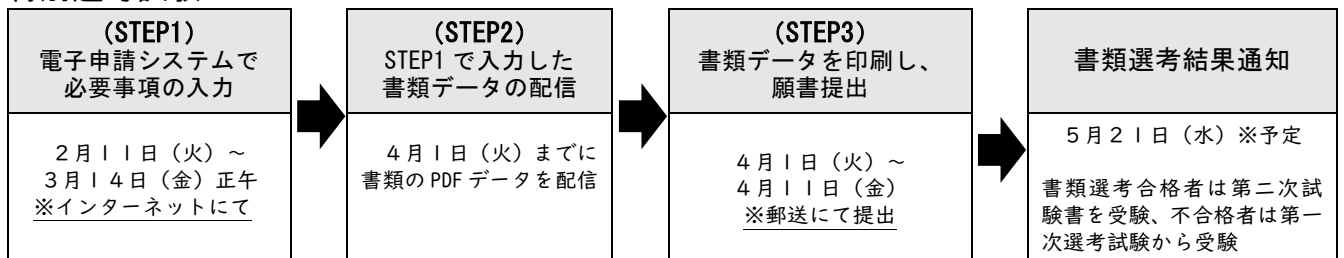 (STEP1)
電子申請システムで
必要事項の入力
2月11日（火）～
3月14日（金）正午
※インターネットにて
(STEP2)
STEP1で入力した
書類データの配信
4月1日（火）までに
書類のPDFデータを配信
(STEP3)
書類データを印刷し、
願書提出
4月1日（火）～
4月11日（金）
※郵送にて提出
書類選考結果通知
5月21日（水）※予定
書類選考合格者は第二次試
験書を受験、不合格者は第一
次選考試験から受験